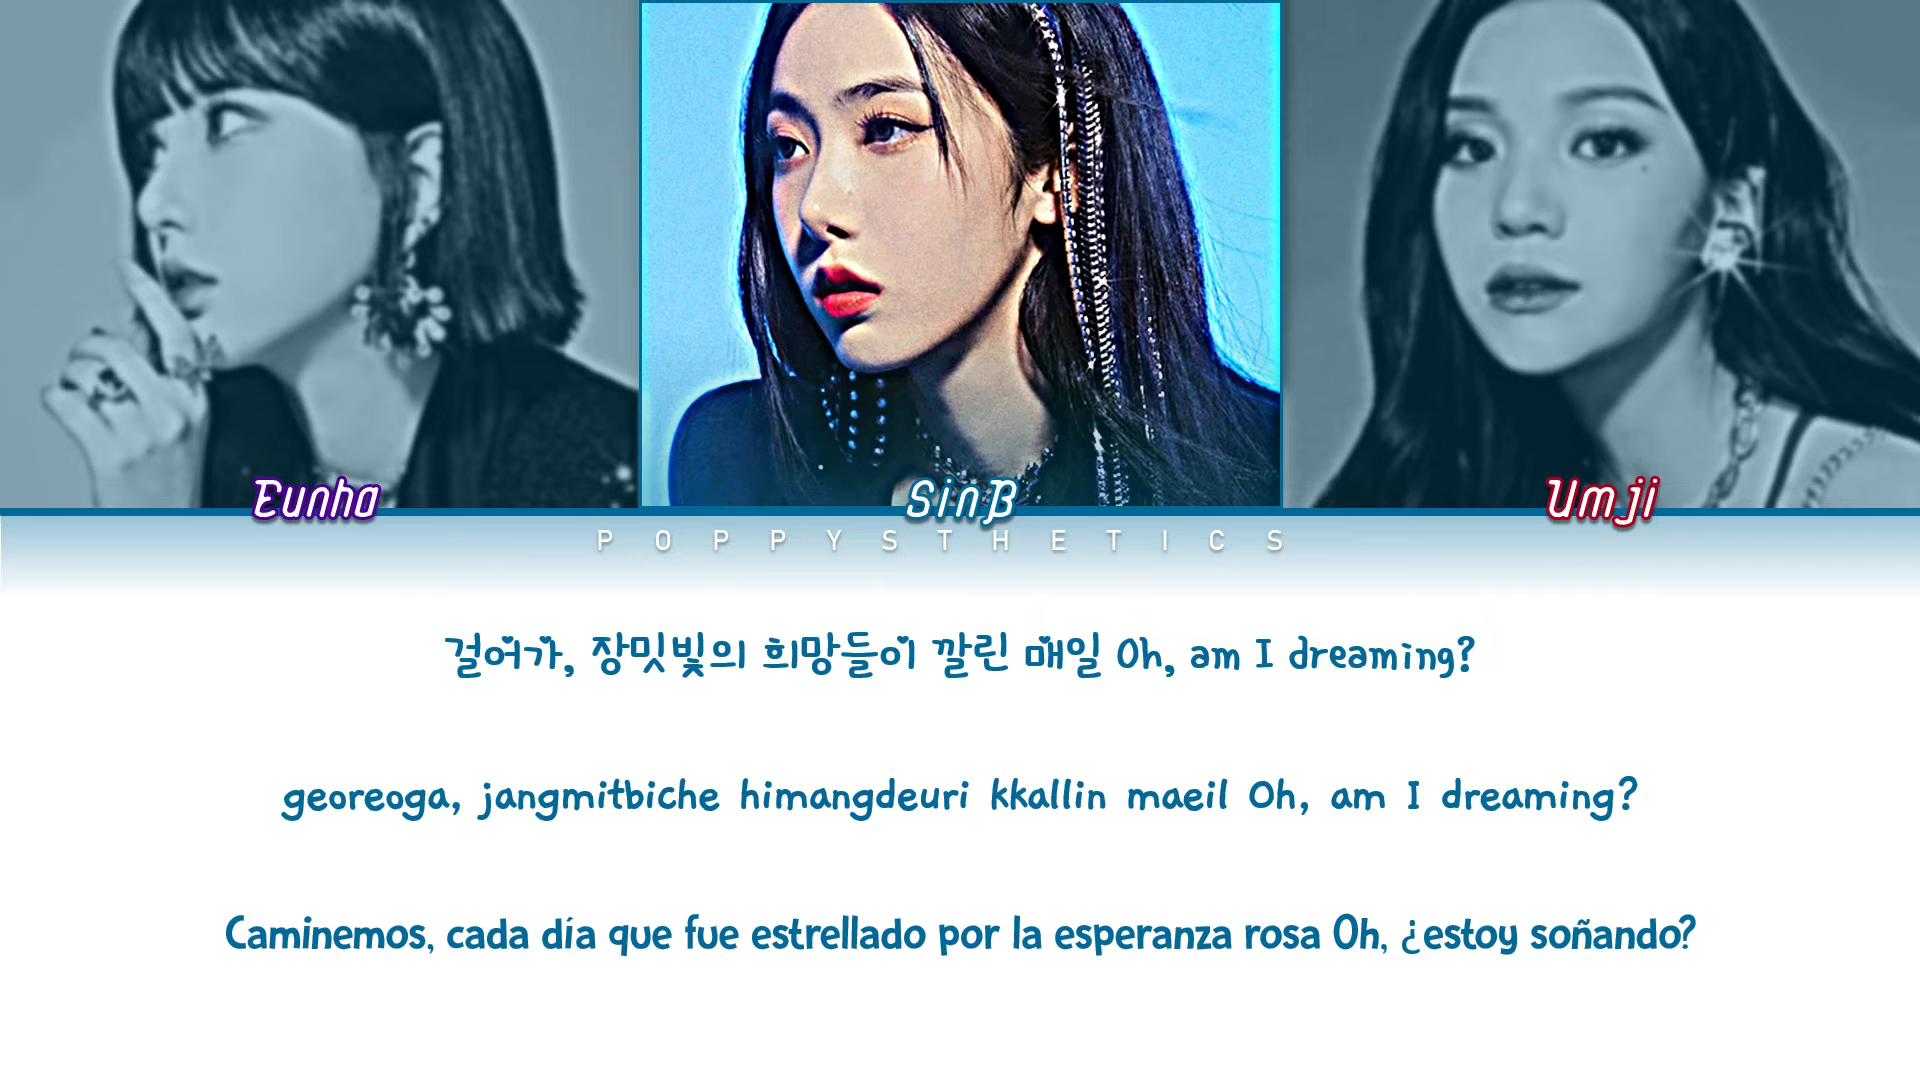 Eunha SinB Umji
POPPYSTHETICS
걸어가, 장밋빛의 희망들이 깔린 매일 Oh, am I dreaming?
georeoga, jangmitbiche himangdeuri kkallin maeil Oh, am I dreaming?
Caminemos, cada día que fue estrellado por la esperanza rosa Oh, ¿estoy soñando?